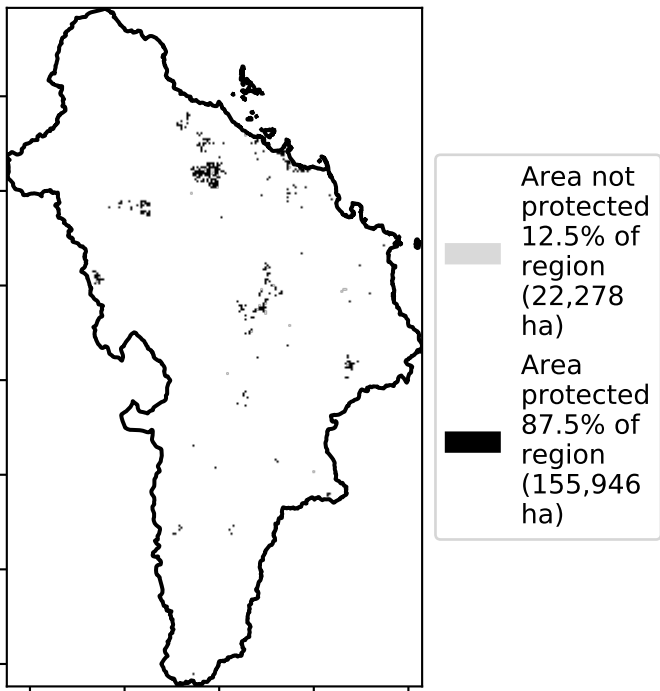 Area not
protected
12.5% of
region
(22,278
ha)
Area
protected
87.5% of
region
(155,946
ha)